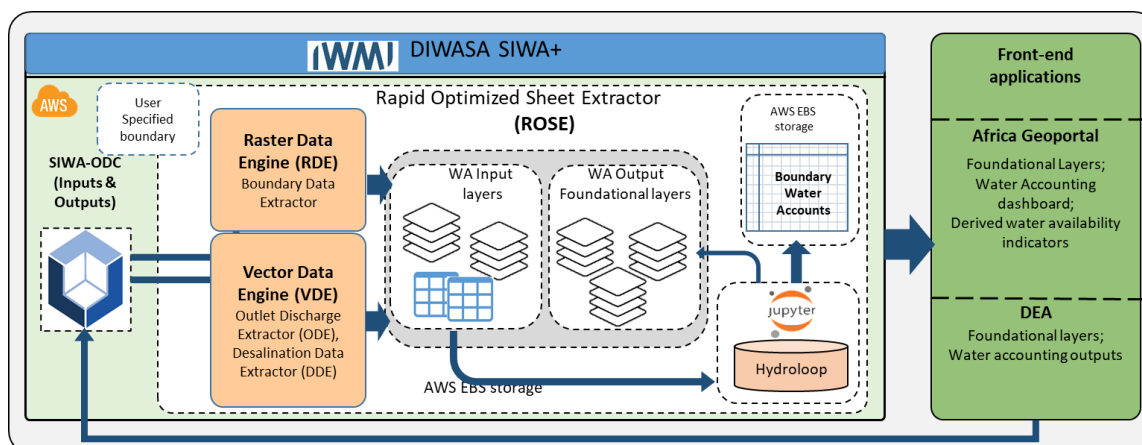 IWMI DIWASA SIWA+
AWS
User
Specified
boundary
SIWA-ODC
(Inputs &
Outputs)
Rapid Optimized Sheet Extractor
(ROSE)
Raster Data
Engine (RDE)
Boundary Data
Extractor
Vector Data
Engine (VDE)
Outlet Discharge
Extractor (ODE),
Desalination Data
Extractor (DDE)
WA Input
layers
WA Output
Foundational layers
AWS EBS storage
AWS EBS
storage
Boundary
Water
Accounts
jupyter
Hydroloop
Front-end
applications
Africa Geoportal
Foundational Layers;
Water Accounting
dashboard;
Derived water availability
indicators
DEA
Foundational layers;
Water accounting outputs